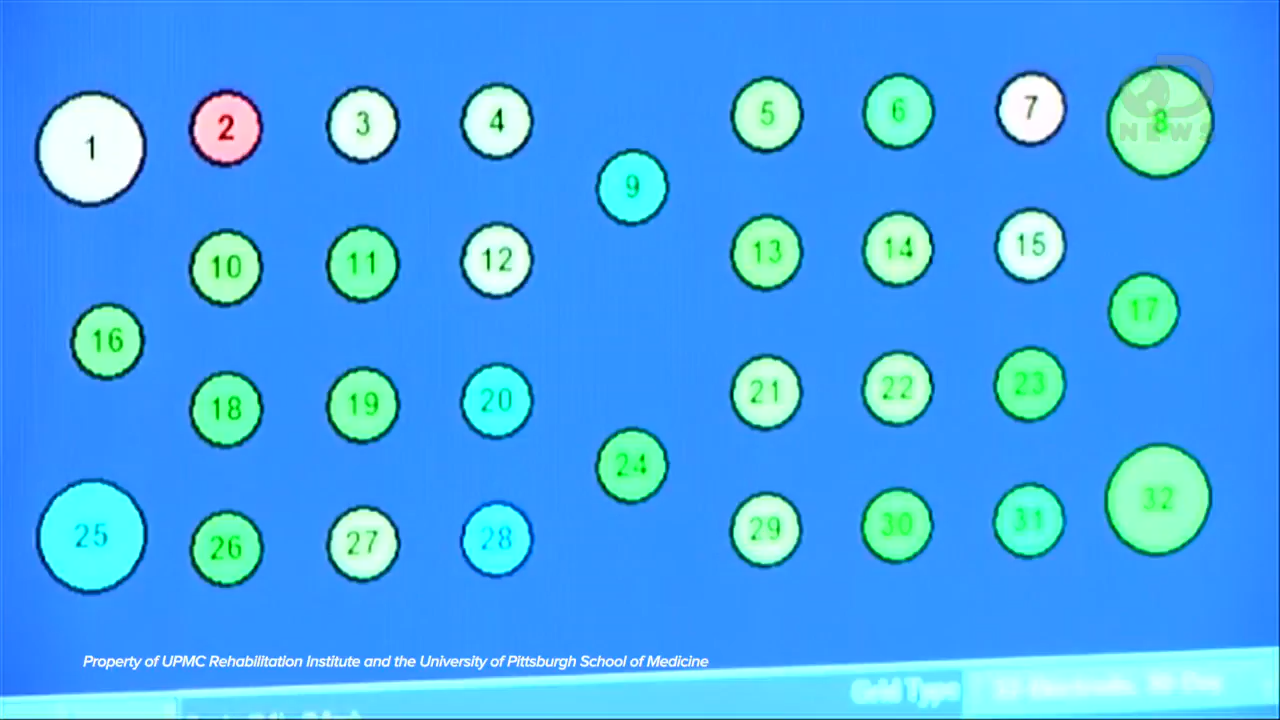 1 2 3 4 5 6 7 8
9
10 11 12 13 14 15
16 17
18 19 20 21 22 23
24
25 26 27 28 29 30 31 32
NEWS
Property of UPMC Rehabilitation Institute and the University of Pittsburgh School of Medicine
Grid Type